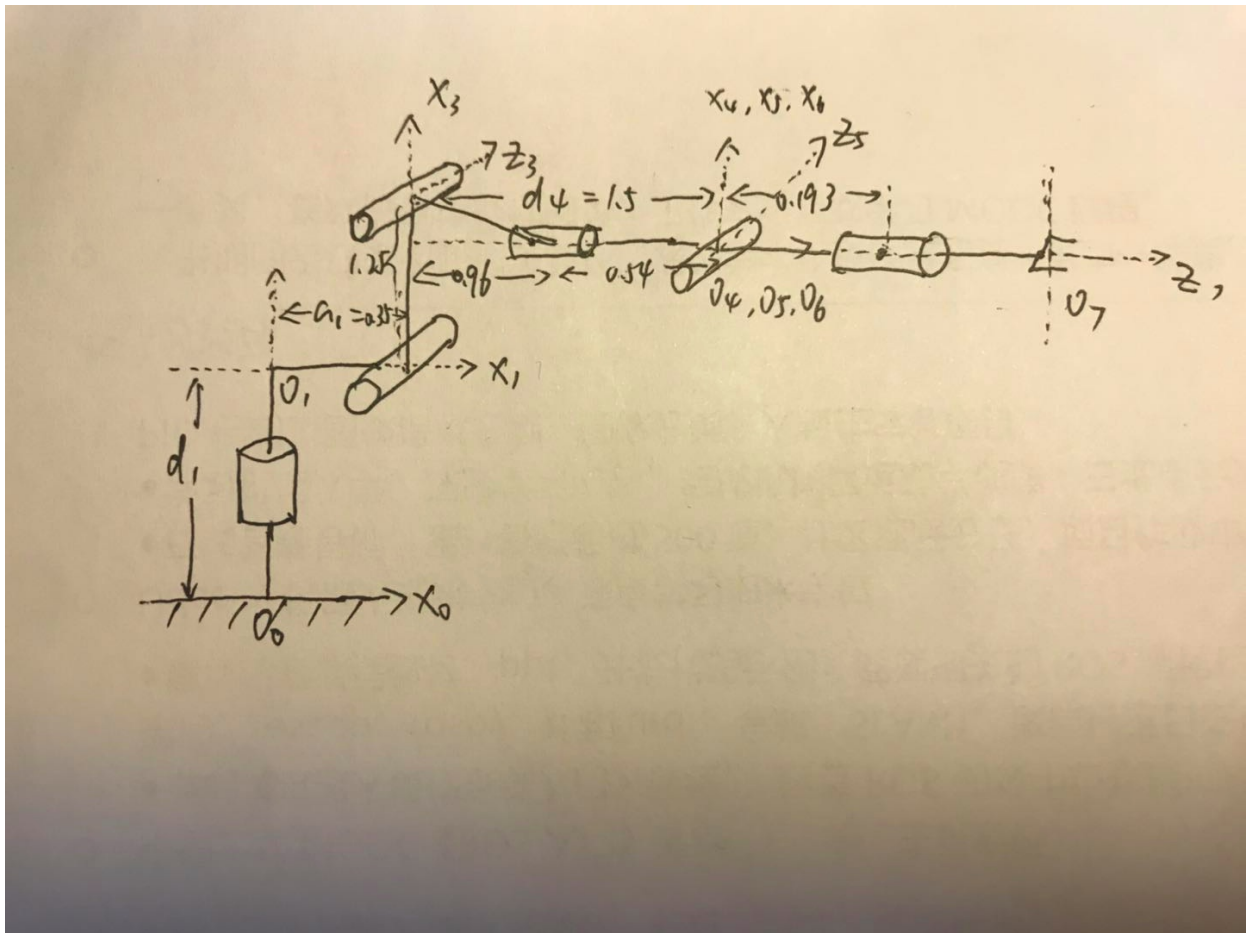 X₃
X₄, X₅, X₆
Z₃
Z₅
d₄ = 1.5
0.193
1.25
0.96
0.54
Z,
O₄, O₅, O₆
O₇
a₁ = 0.35
X₁
O₁
d₁
X₀
O₀